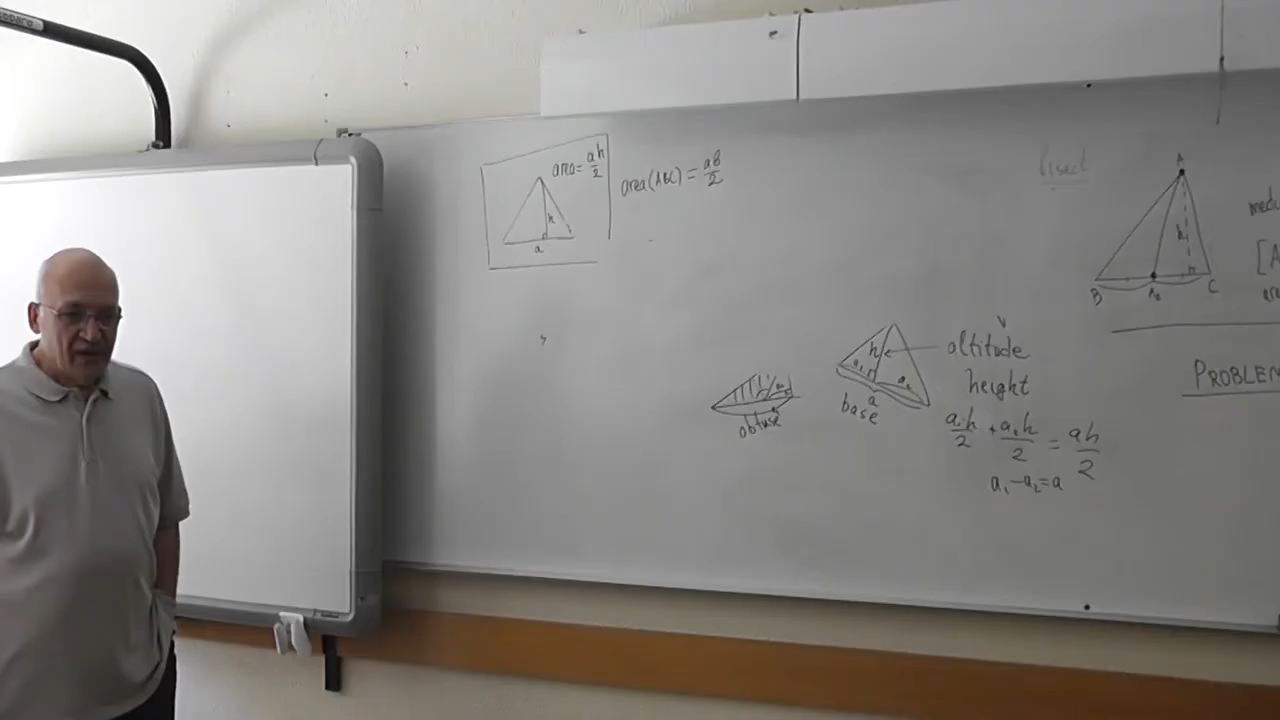 area = ah/2
h
a
area(ABC) = ab/2
bisect
A
h
B
A₀
C
[A
PROBLEM
h
a₁
a₂
a
base
altitude
height
obtuse
a₁h/2 + a₂h/2 = ah/2
a₁-a₂=a